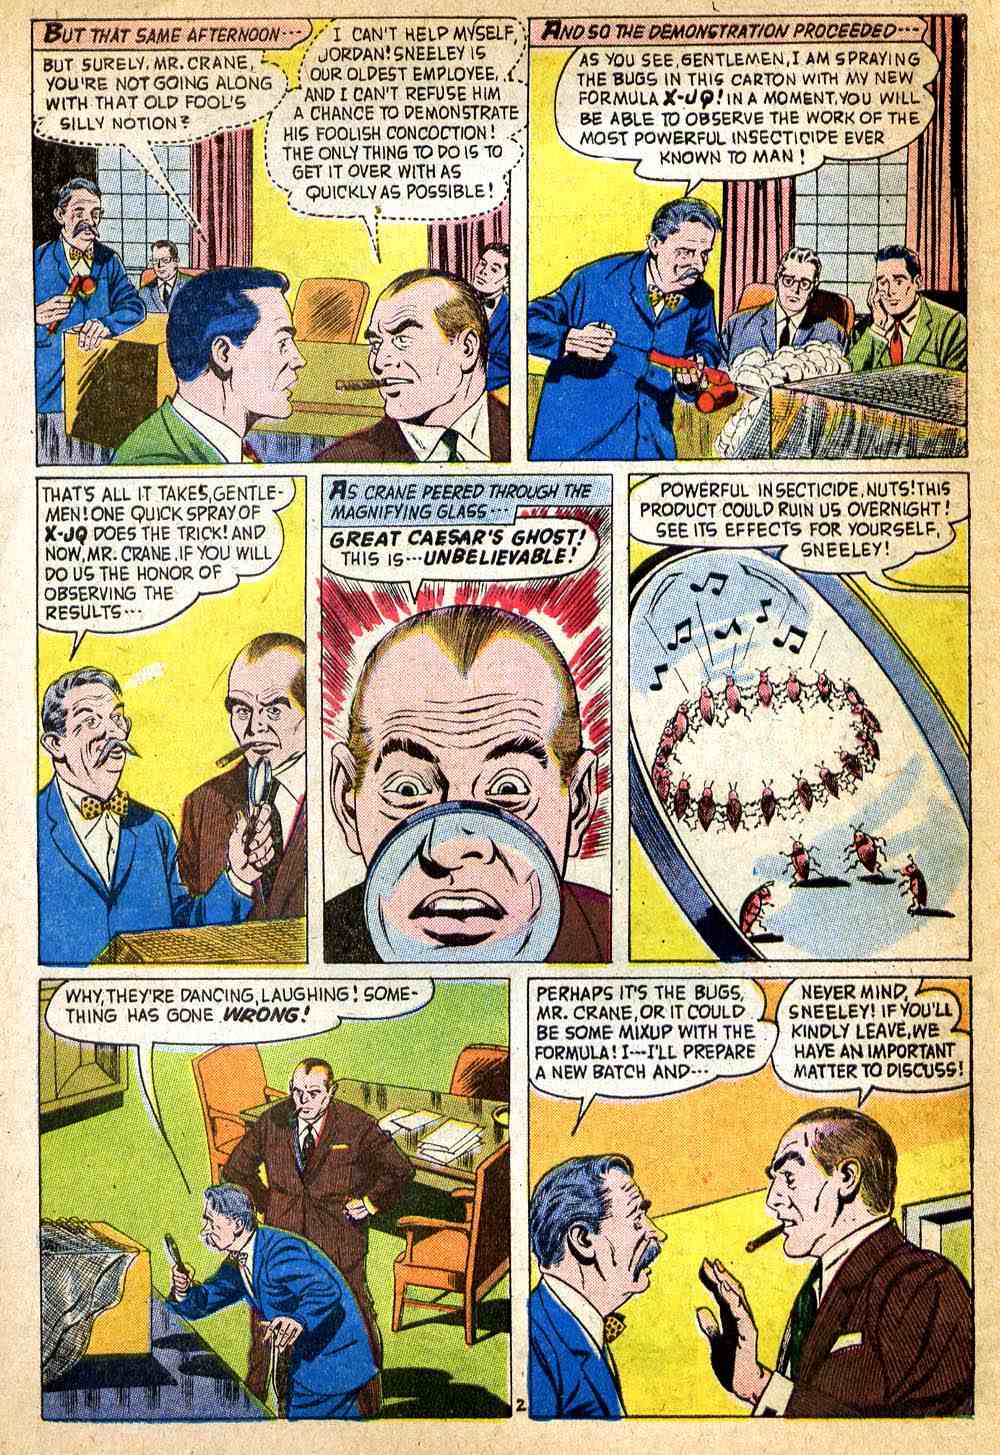 BUT THAT SAME AFTERNOON---
BUT SURELY, MR. CRANE,
YOU'RE NOT GOING ALONG
WITH THAT OLD FOOL'S
SILLY NOTION?
I CAN'T HELP MYSELF,
JORDAN! SNEELEY IS
OUR OLDEST EMPLOYEE,
AND I CAN'T REFUSE HIM
A CHANCE TO DEMONSTRATE
HIS FOOLISH CONCOCTION!
THE ONLY THING TO DO IS TO
GET IT OVER WITH AS
QUICKLY AS POSSIBLE!
AND SO THE DEMONSTRATION PROCEEDED---
AS YOU SEE, GENTLEMEN, I AM SPRAYING
THE BUGS IN THIS CARTON WITH MY NEW
FORMULA X-JQ! IN A MOMENT, YOU WILL
BE ABLE TO OBSERVE THE WORK OF THE
MOST POWERFUL INSECTICIDE EVER
KNOWN TO MAN!
THAT'S ALL IT TAKES, GENTLE-
MEN! ONE QUICK SPRAY OF
X-JQ DOES THE TRICK! AND
NOW, MR. CRANE, IF YOU WILL
DO US THE HONOR OF
OBSERVING THE
RESULTS---
AS CRANE PEERED THROUGH THE
MAGNIFYING GLASS---
GREAT CAESAR'S GHOST!
THIS IS---UNBELIEVABLE!
POWERFUL INSECTICIDE, NUTS! THIS
PRODUCT COULD RUIN US OVERNIGHT!
SEE ITS EFFECTS FOR YOURSELF,
SNEELEY!
WHY, THEY'RE DANCING, LAUGHING! SOME-
THING HAS GONE WRONG!
PERHAPS IT'S THE BUGS,
MR. CRANE, OR IT COULD
BE SOME MIXUP WITH THE
FORMULA! I---I'LL PREPARE
A NEW BATCH AND---
NEVER MIND,
SNEELEY! IF YOU'LL
KINDLY LEAVE, WE
HAVE AN IMPORTANT
MATTER TO DISCUSS!
2